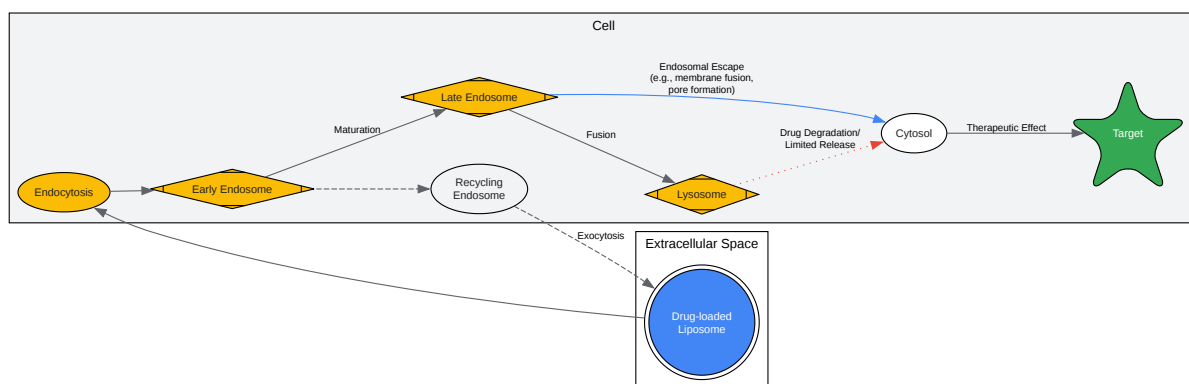 Cell
Endosomal Escape
(e.g., membrane fusion,
pore formation)
Late Endosome
Maturation
Fusion
Drug Degradation/
Limited Release
Cytosol
Therapeutic Effect
Target
Endocytosis
Early Endosome
Recycling
Endosome
Lysosome
Exocytosis
Extracellular Space
Drug-loaded
Liposome